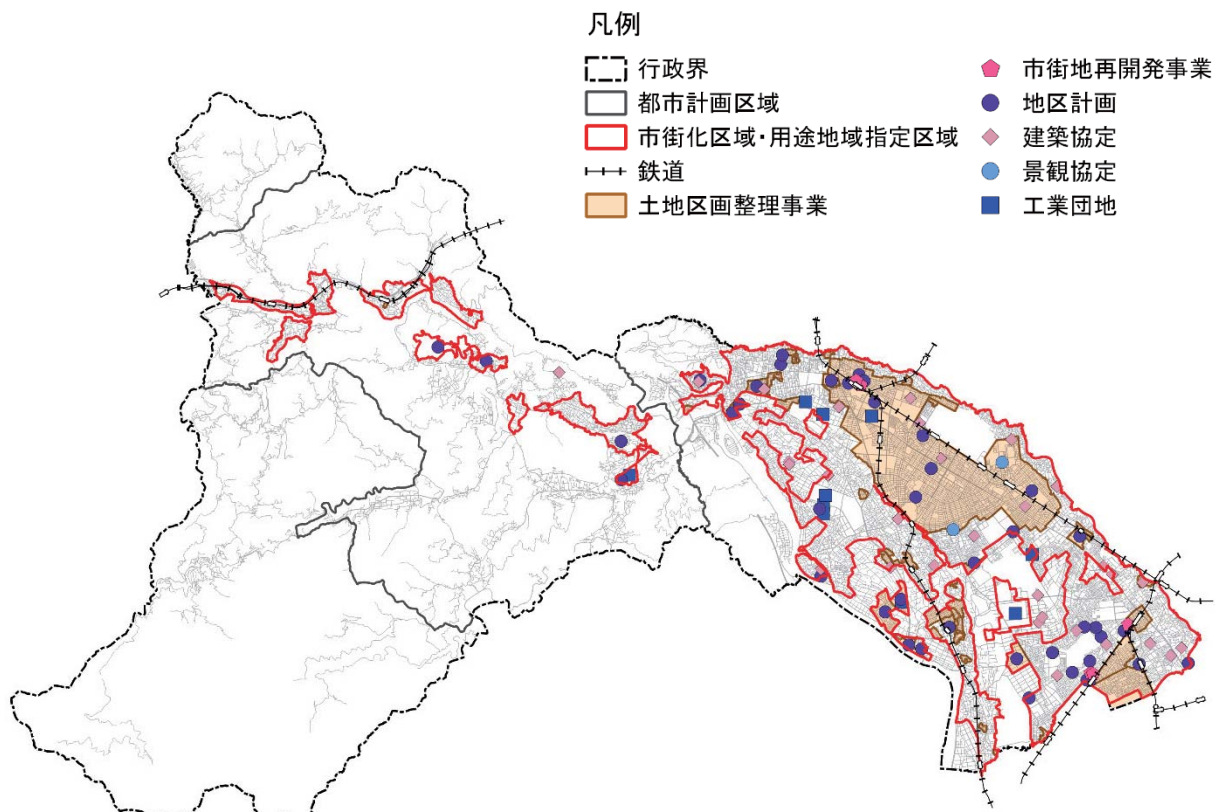 凡例
行政界
都市計画区域
市街化区域・用途地域指定区域
鉄道
土地区画整理事業
市街地再開発事業
地区計画
建築協定
景観協定
工業団地